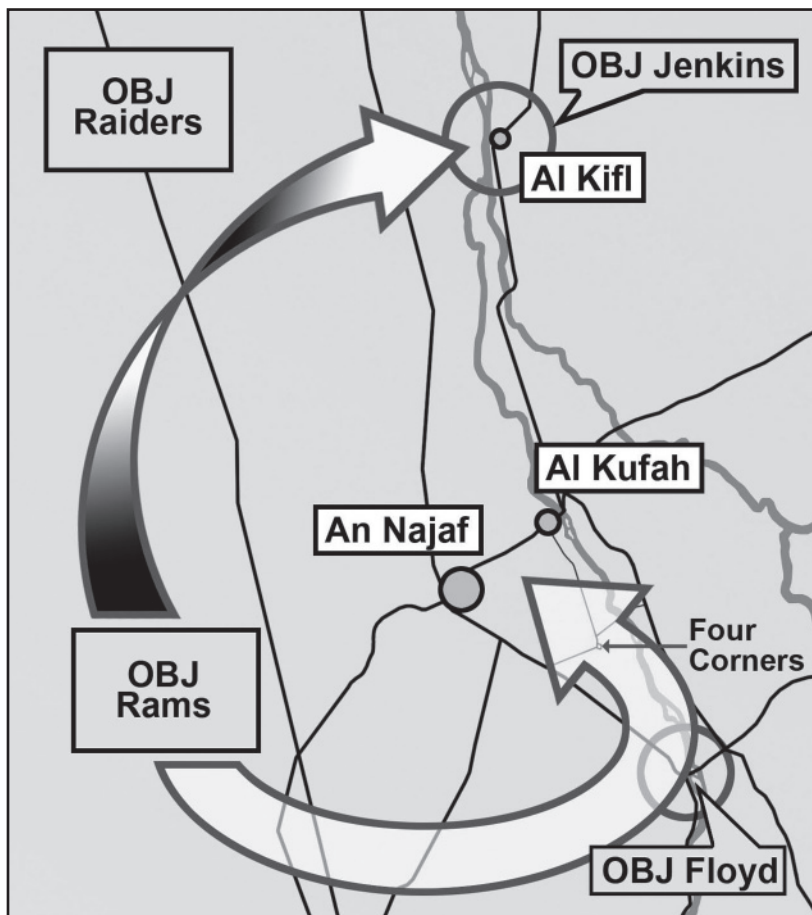 OBJ
Raiders
OBJ Jenkins
Al Kifl
Al Kufah
An Najaf
Four
Corners
OBJ
Rams
OBJ Floyd